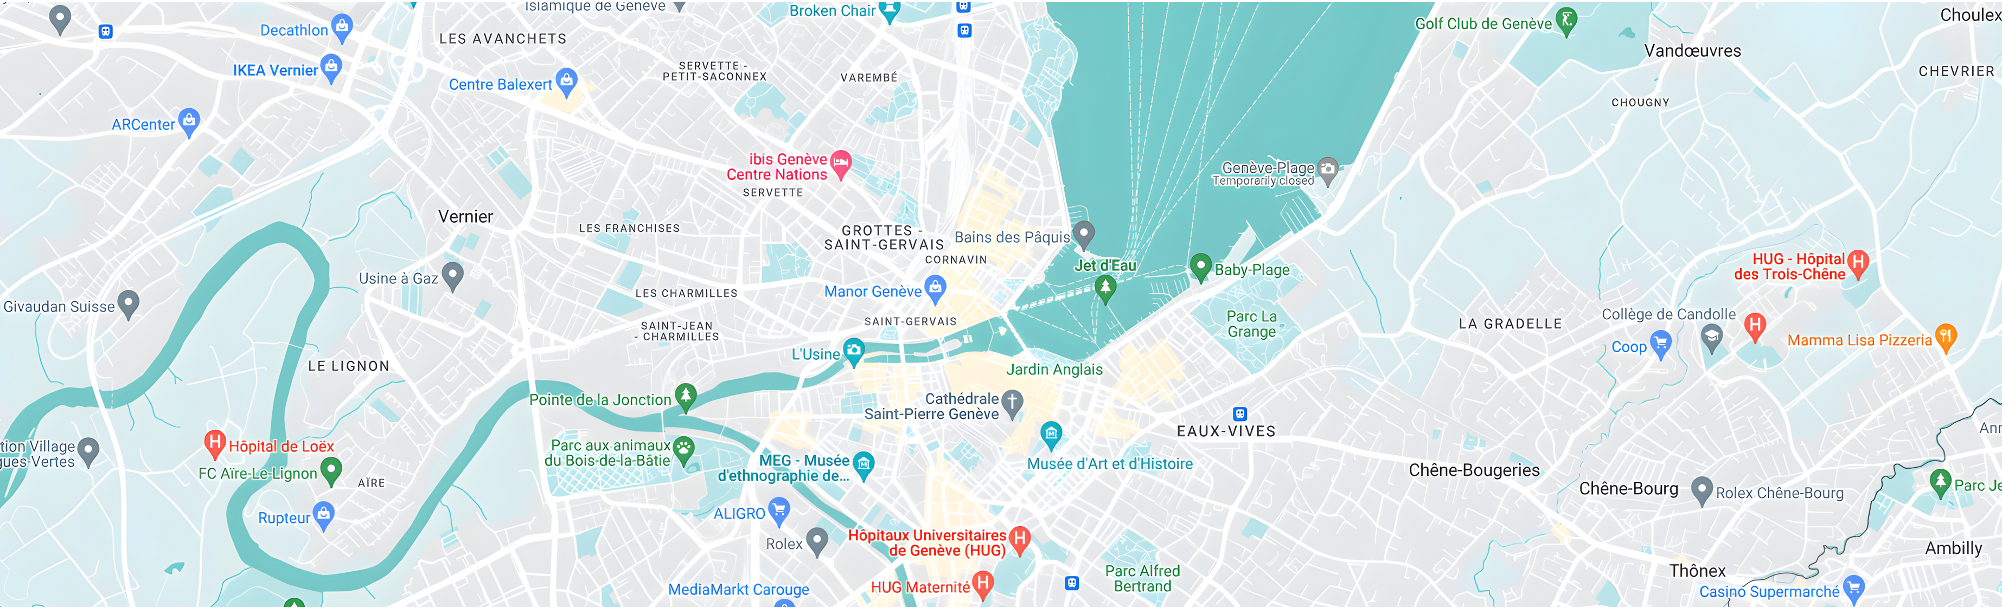 Islamique de Genève
Broken Chair
Golf Club de Genève
Choulex
Decathlon
LES AVANCHETS
Vandœuvres
IKEA Vernier
SERVETTE -
PETIT-SACONNEX
VAREMBÉ
CHEVRIER
Centre Balexert
CHOUGNY
ARCenter
ibis Genève
Centre Nations
SERVETTE
Genève-Plage
Temporarily closed
Vernier
LES FRANCHISES
GROTTES -
SAINT-GERVAIS
Bains des Pâquis
CORNAVIN
Jet d'Eau
Baby-Plage
HUG - Hôpital
des Trois-Chêne
Usine à Gaz
LES CHARMILLES
Manor Genève
Givaudan Suisse
SAINT-GERVAIS
SAINT-JEAN
- CHARMILLES
Parc La
Grange
LA GRADELLE
Collège de Candolle
Coop
Mamma Lisa Pizzeria
L'Usine
LE LIGNON
Jardin Anglais
Pointe de la Jonction
Cathédrale
Saint-Pierre Genève
EAUX-VIVES
Ann
tion Village
gues-Vertes
Hôpital de Loëx
Parc aux animaux
du Bois-de-la-Bâtie
MEG - Musée
d'ethnographie de...
Musée d'Art et d'Histoire
Chêne-Bougeries
FC Aïre-Le-Lignon
AÏRE
Chêne-Bourg
Rolex Chêne-Bourg
Parc Je
Rupteur
ALIGRO
Rolex
Hôpitaux Universitaires
de Genève (HUG)
Ambilly
HUG Maternité
Parc Alfred
Bertrand
Thônex
MediaMarkt Carouge
Casino Supermarché